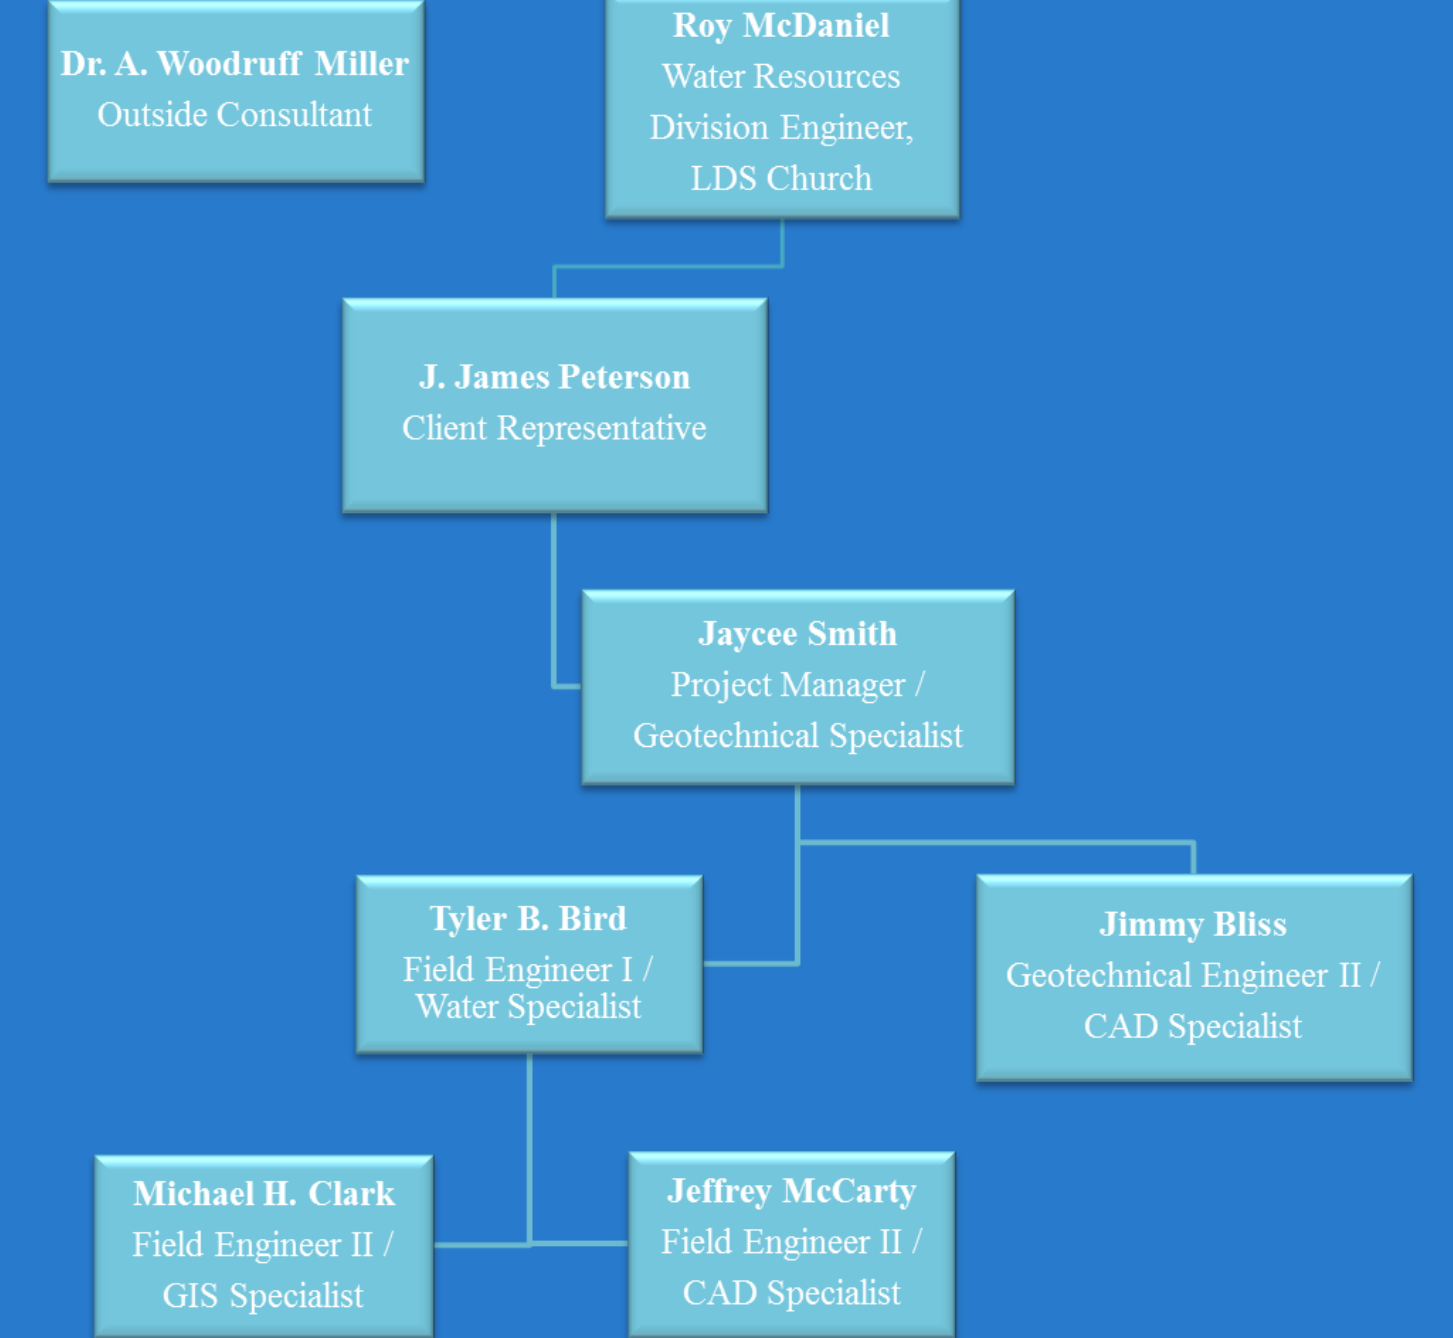 Dr. A. Woodruff Miller
Outside Consultant
Roy McDaniel
Water Resources
Division Engineer,
LDS Church
J. James Peterson
Client Representative
Jaycee Smith
Project Manager /
Geotechnical Specialist
Tyler B. Bird
Field Engineer I /
Water Specialist
Jimmy Bliss
Geotechnical Engineer II /
CAD Specialist
Michael H. Clark
Field Engineer II /
GIS Specialist
Jeffrey McCarty
Field Engineer II /
CAD Specialist